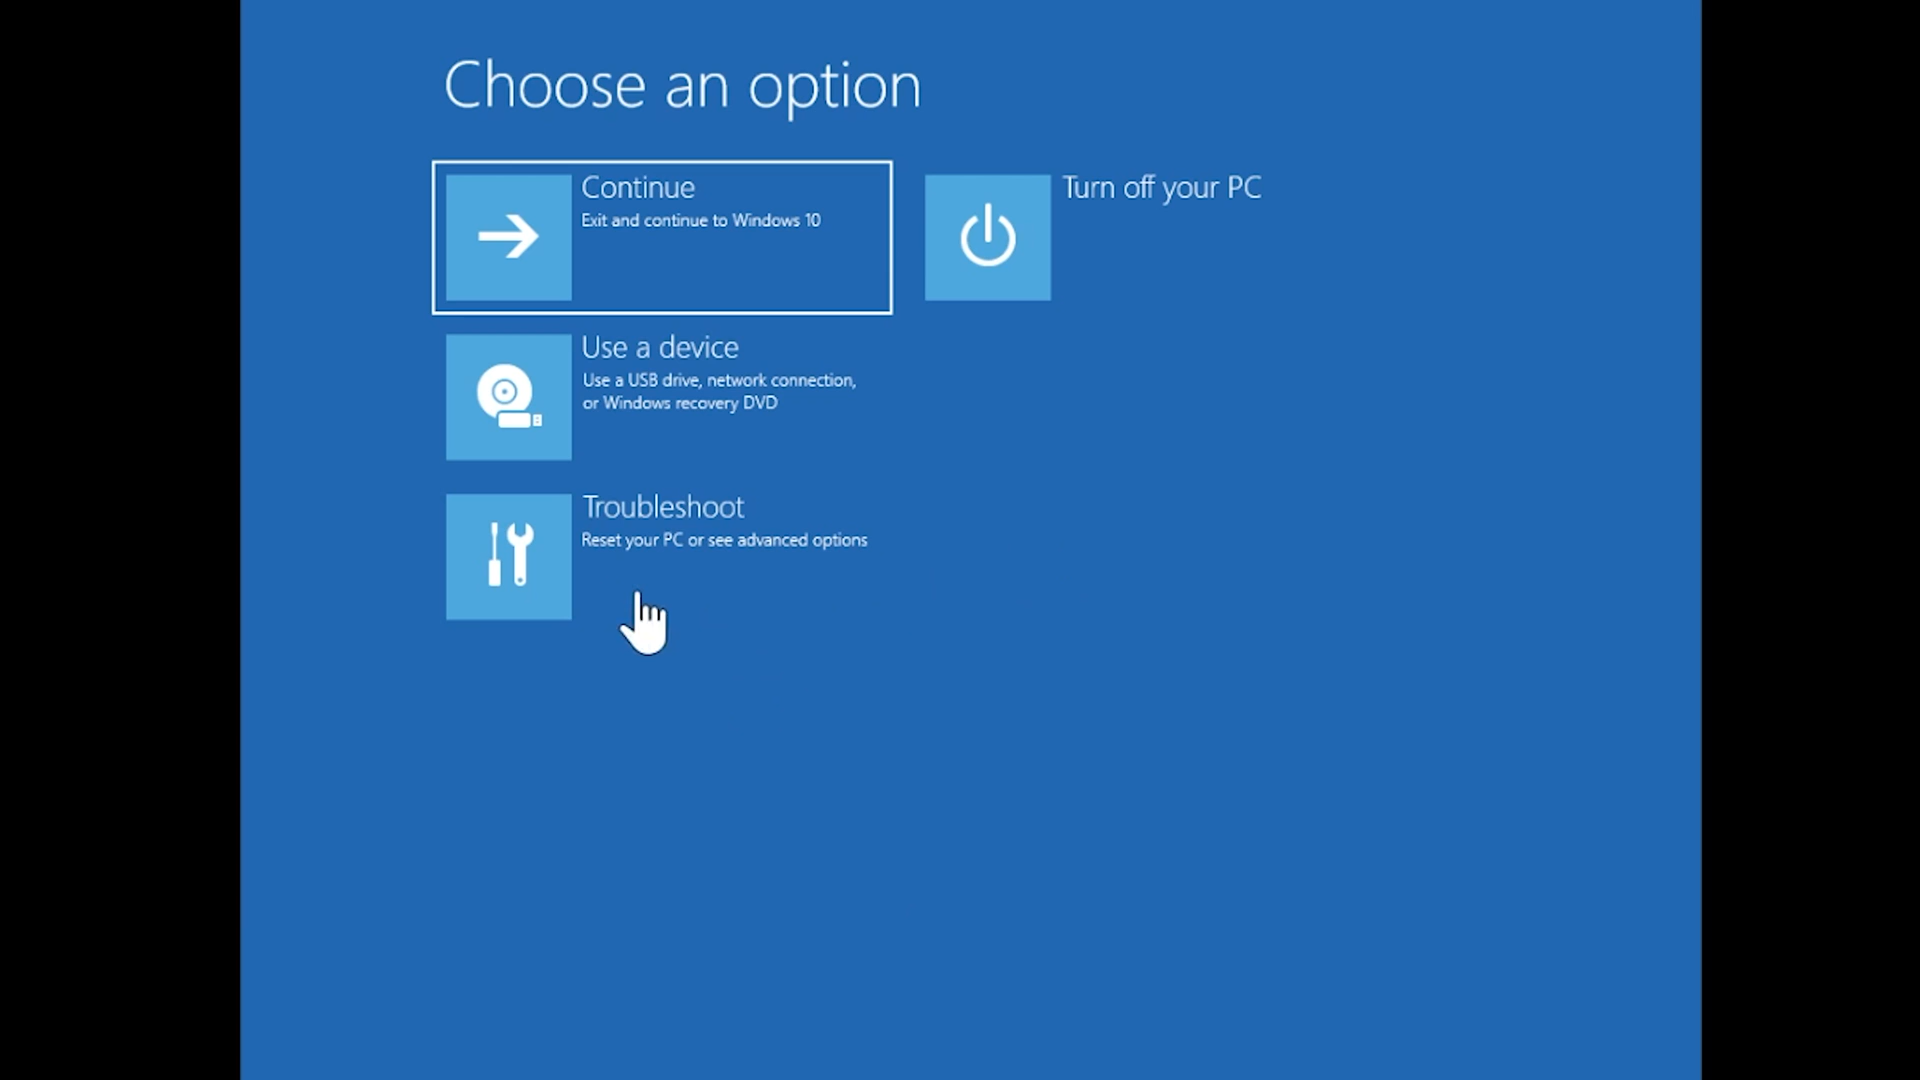 Choose an option
Continue
Exit and continue to Windows 10
Turn off your PC
Use a device
Use a USB drive, network connection,
or Windows recovery DVD
Troubleshoot
Reset your PC or see advanced options